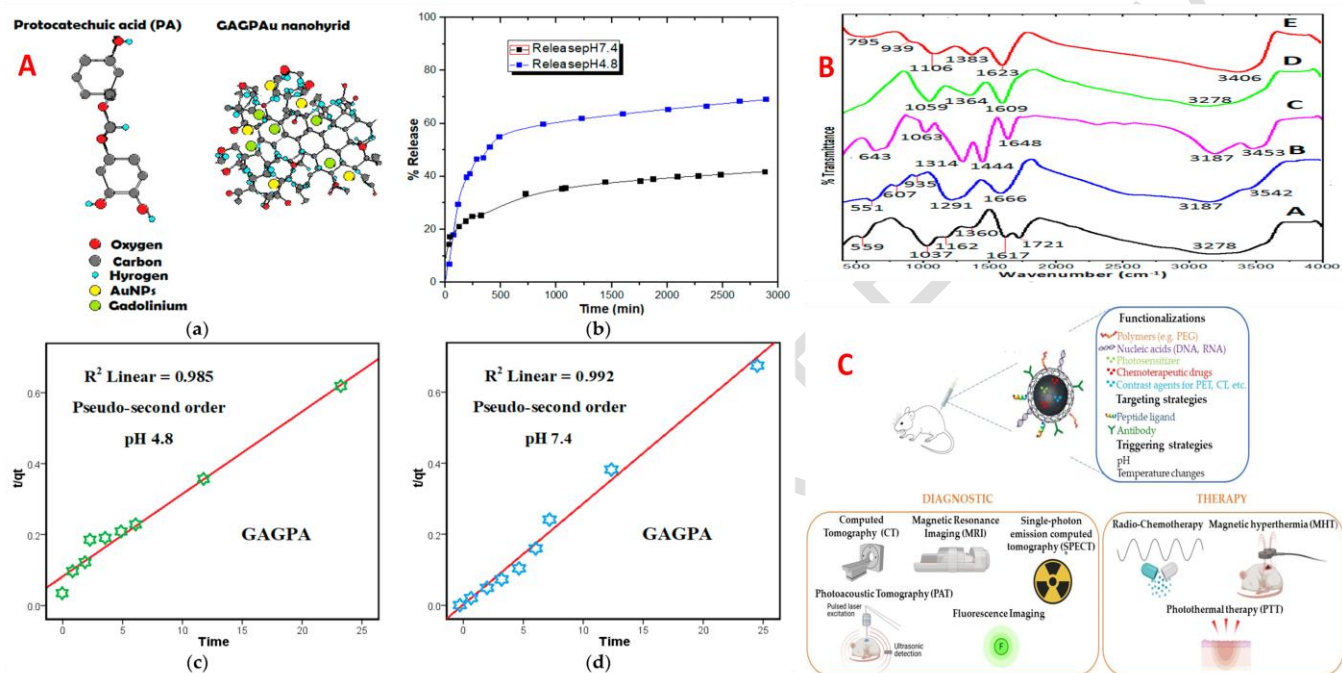 A
Protocatechuic acid (PA)
GAGPAu nanohyrid
Oxygen
Carbon
Hyrogen
AuNPs
Gadolinium
(a)
100
80
60
40
20
0
% Release
ReleasepH7.4
ReleasepH4.8
0 500 1000 1500 2000 2500 3000
Time (min)
(b)
B
E
795 939 1106 1383 1623 3406
D
1059 1364 1609 3278
C
643 1063 1314 1444 1648 3187 3453
B
551 607 935 1291 1666 3187 3542
A
559 1037 1162 1360 1617 1721 3278
% Transmittance
500 1000 1500 2000 2500 3000 3500 4000
Wavenumber (cm⁻¹)
R² Linear = 0.985
Pseudo-second order
pH 4.8
GAGPA
t/qt
0.6
0.4
0.2
0.0
0 5 10 15 20 25
Time
(c)
R² Linear = 0.992
Pseudo-second order
pH 7.4
GAGPA
t/qt
0.6
0.4
0.2
0.0
0 5 10 15 20 25
Time
(d)
C
Functionalizations
Polymers (e.g. PEG)
Nucleic acids (DNA, RNA)
Photosensitizer
Chemoterapeutic drugs
Contrast agents for PET, CT, etc.
Targeting strategies
Peptide ligand
Antibody
Triggering strategies
pH
Temperature changes
DIAGNOSTIC
Computed
Tomography (CT)
Magnetic Resonance
Imaging (MRI)
Single-photon
emission computed
tomography (SPECT)
Photoacoustic Tomography (PAT)
Pulsed laser
excitation
Ultrasonic
detection
Fluorescence Imaging
F
THERAPY
Radio-Chemotherapy
Magnetic hyperthermia (MHT)
Photothermal therapy (PTT)